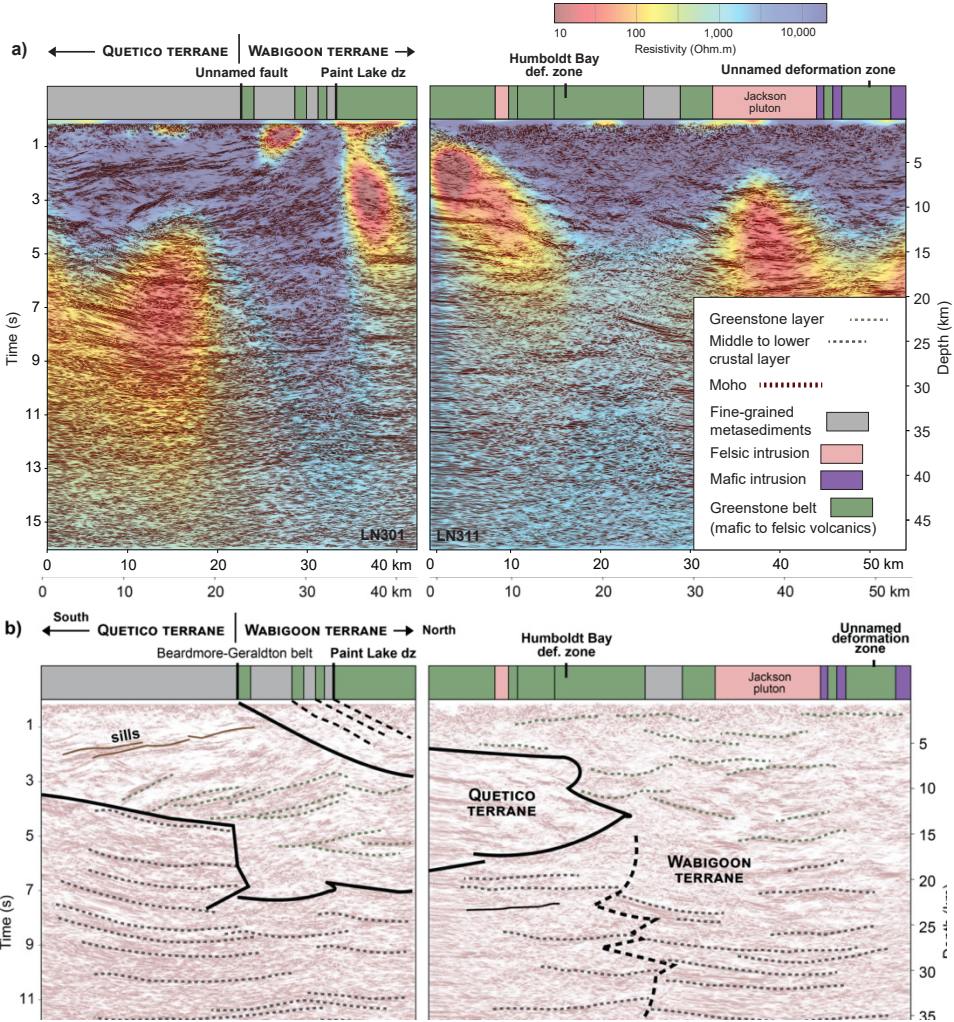 10 100 1,000 10,000
Resistivity (Ohm.m)
a)
QUETICO TERRANE WABIGOON TERRANE
Unnamed fault Paint Lake dz
Humboldt Bay
def. zone
Unnamed deformation zone
Jackson
pluton
1
3
5
7
9
11
13
15
Time (s)
5
10
15
20
25
30
35
40
45
Depth (km)
Greenstone layer
Middle to lower
crustal layer
Moho
Fine-grained
metasediments
Felsic intrusion
Mafic intrusion
Greenstone belt
(mafic to felsic volcanics)
LN301 LN311
0 10 20 30 40 km 0 10 20 30 40 50 km
0 10 20 30 40 km 0 10 20 30 40 50 km
b)
South QUETICO TERRANE WABIGOON TERRANE North
Beardmore-Geraldton belt Paint Lake dz
Humboldt Bay
def. zone
Unnamed
deformation
zone
Jackson
pluton
sills
QUETICO
TERRANE
WABIGOON
TERRANE
1
3
5
7
9
11
Time (s)
5
10
15
20
25
30
35